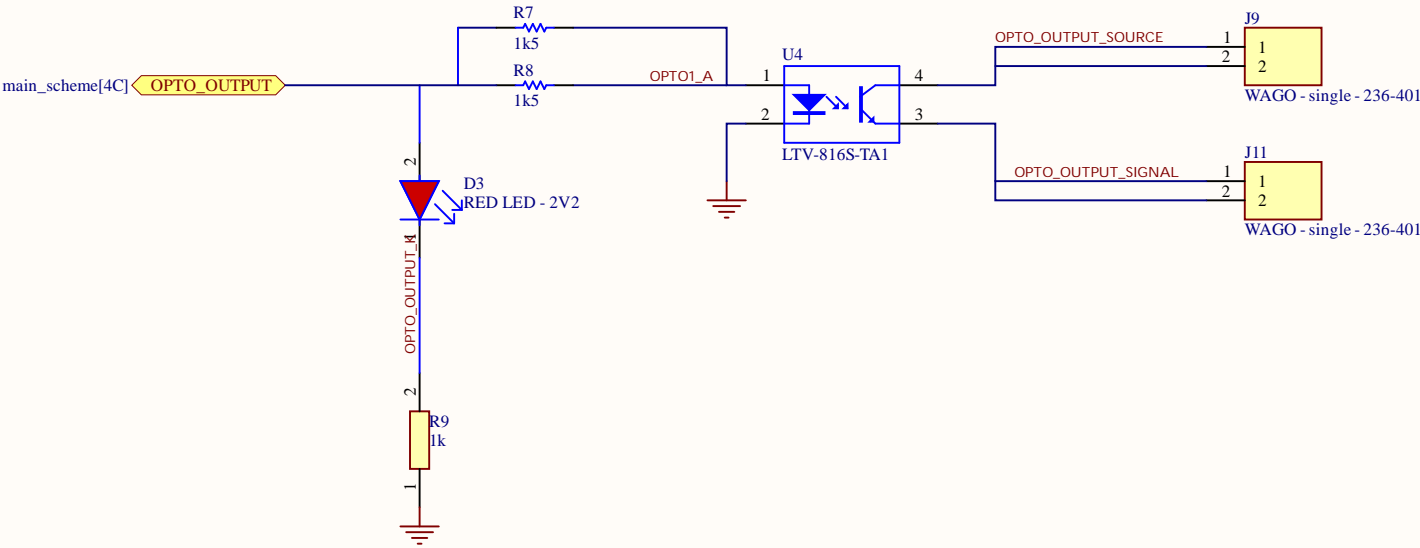 R7
1k5
J9
OPTO_OUTPUT_SOURCE
1
1
2
2
WAGO - single - 236-401
main_scheme[4C]
OPTO_OUTPUT
R8
1k5
OPTO1_A
U4
1
4
2
3
LTV-816S-TA1
J11
OPTO_OUTPUT_SIGNAL
1
1
2
2
WAGO - single - 236-401
2
D3
RED LED - 2V2
1
OPTO_OUTPUT_K
2
R9
1k
1